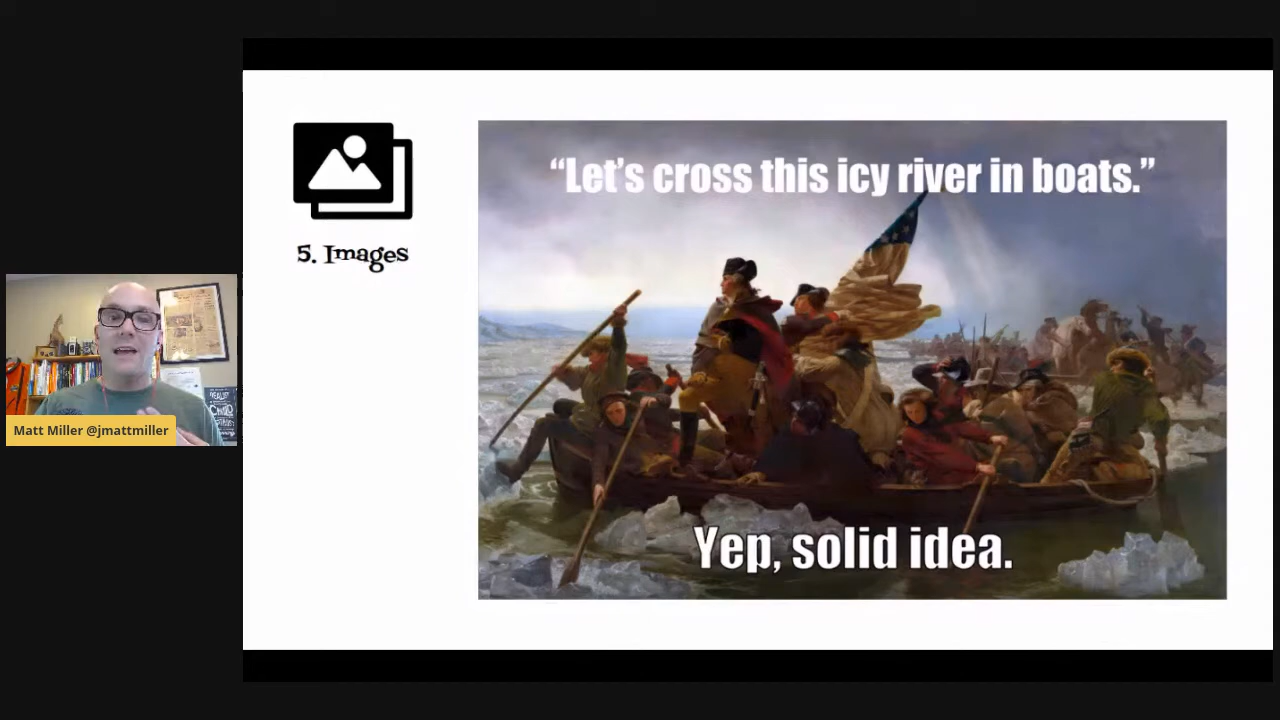 5. Images
“Let’s cross this icy river in boats.”
Yep, solid idea.
Matt Miller @jmattmiller